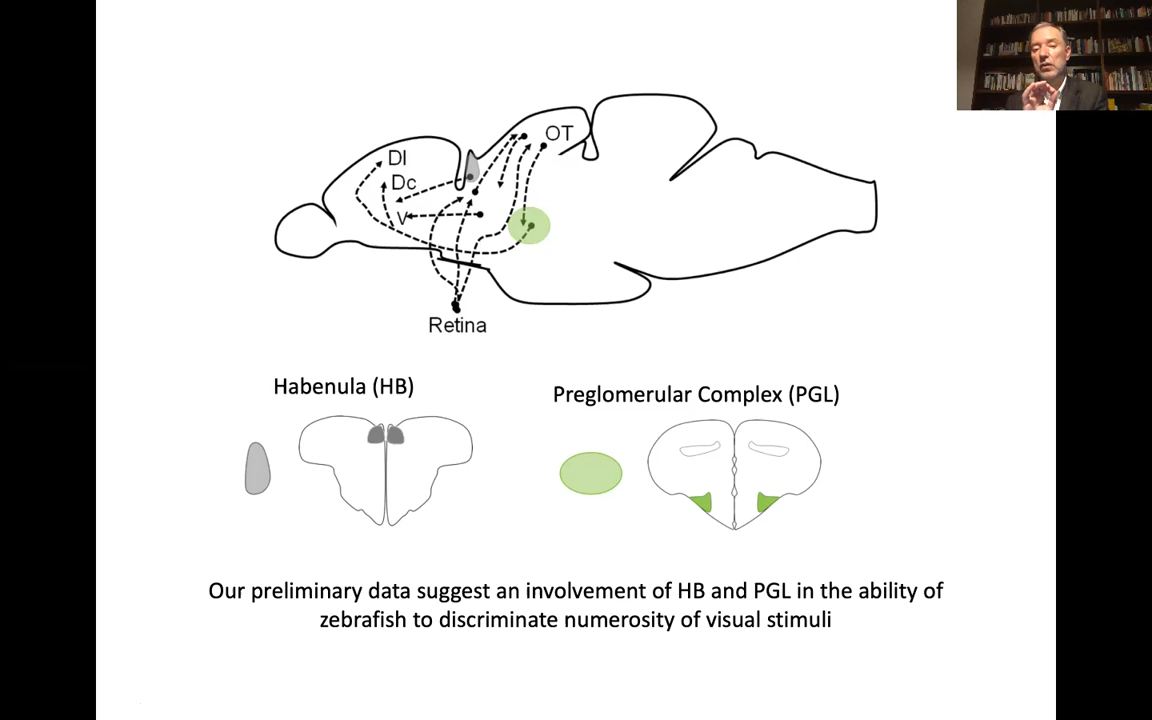 OT
Dl
Dc
V
Retina
Habenula (HB)
Preglomerular Complex (PGL)
Our preliminary data suggest an involvement of HB and PGL in the ability of
zebrafish to discriminate numerosity of visual stimuli